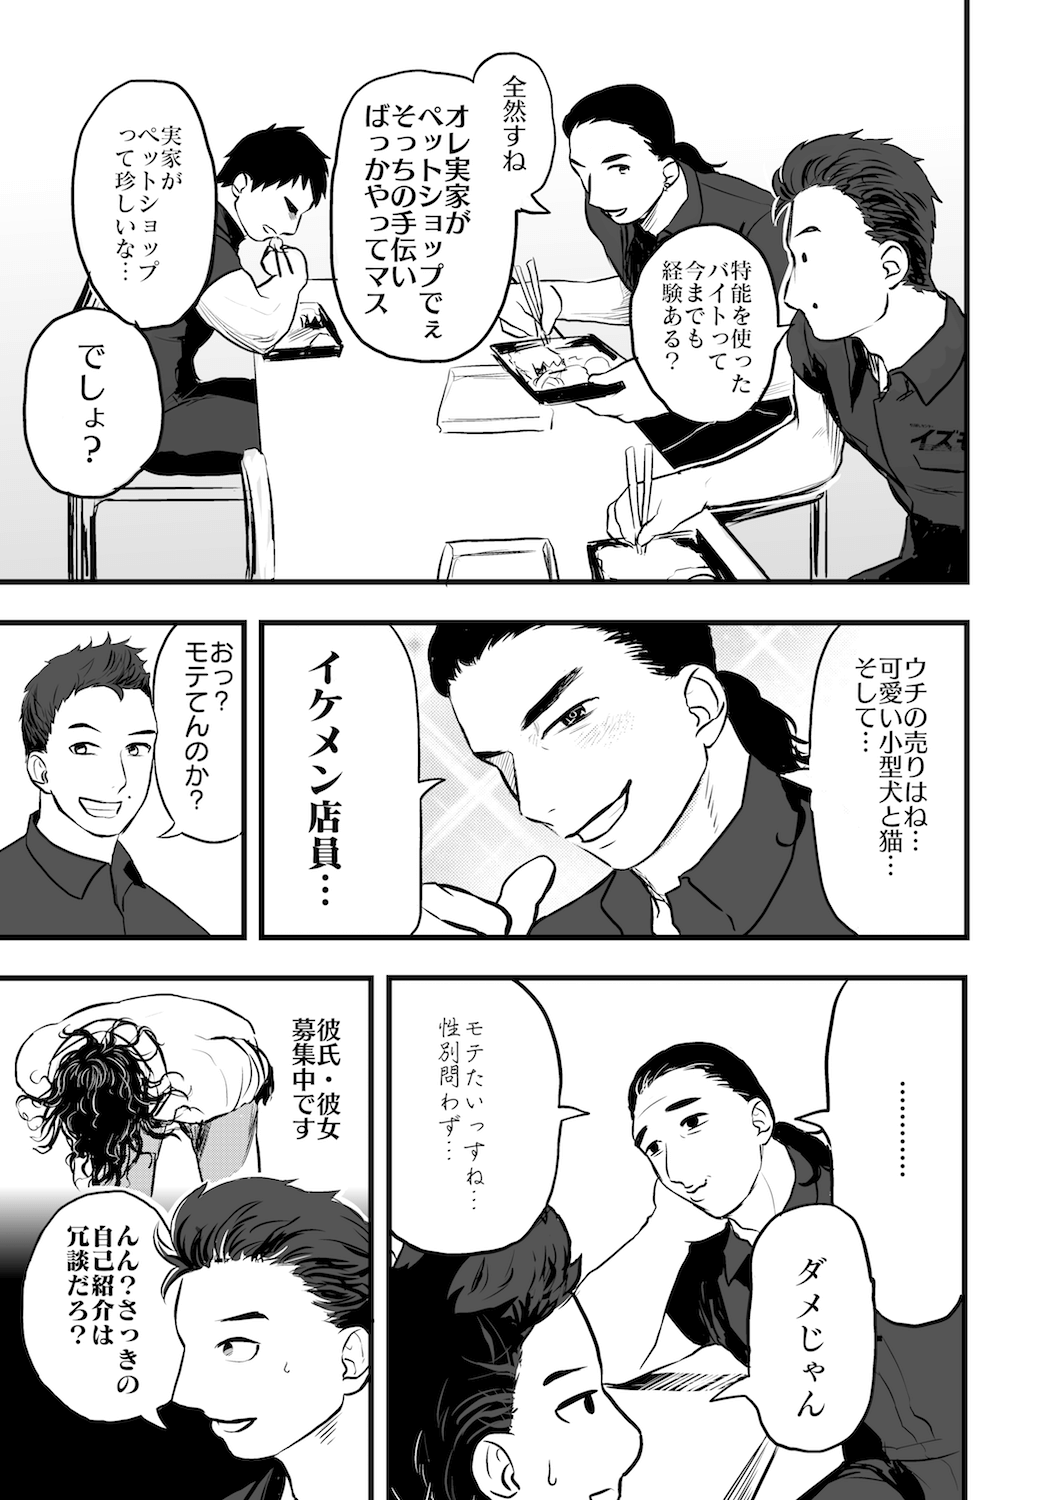 特能を使った
バイトって
今までも
経験ある？
全然すね
オレ実家が
ペットショップでぇ
そっちの手伝い
ばっかやってマス
実家が
ペットショップ
って珍しいな…
でしょ？
イズモ
ウチの売りはね…
可愛い小型犬と猫…
そして…
イケメン店員…
おっ？
モテてんのか？
…………
ダメじゃん
モテたいっすね…
性別問わず…
彼氏・彼女
募集中です
んん？さっきの
自己紹介は
冗談だろ？